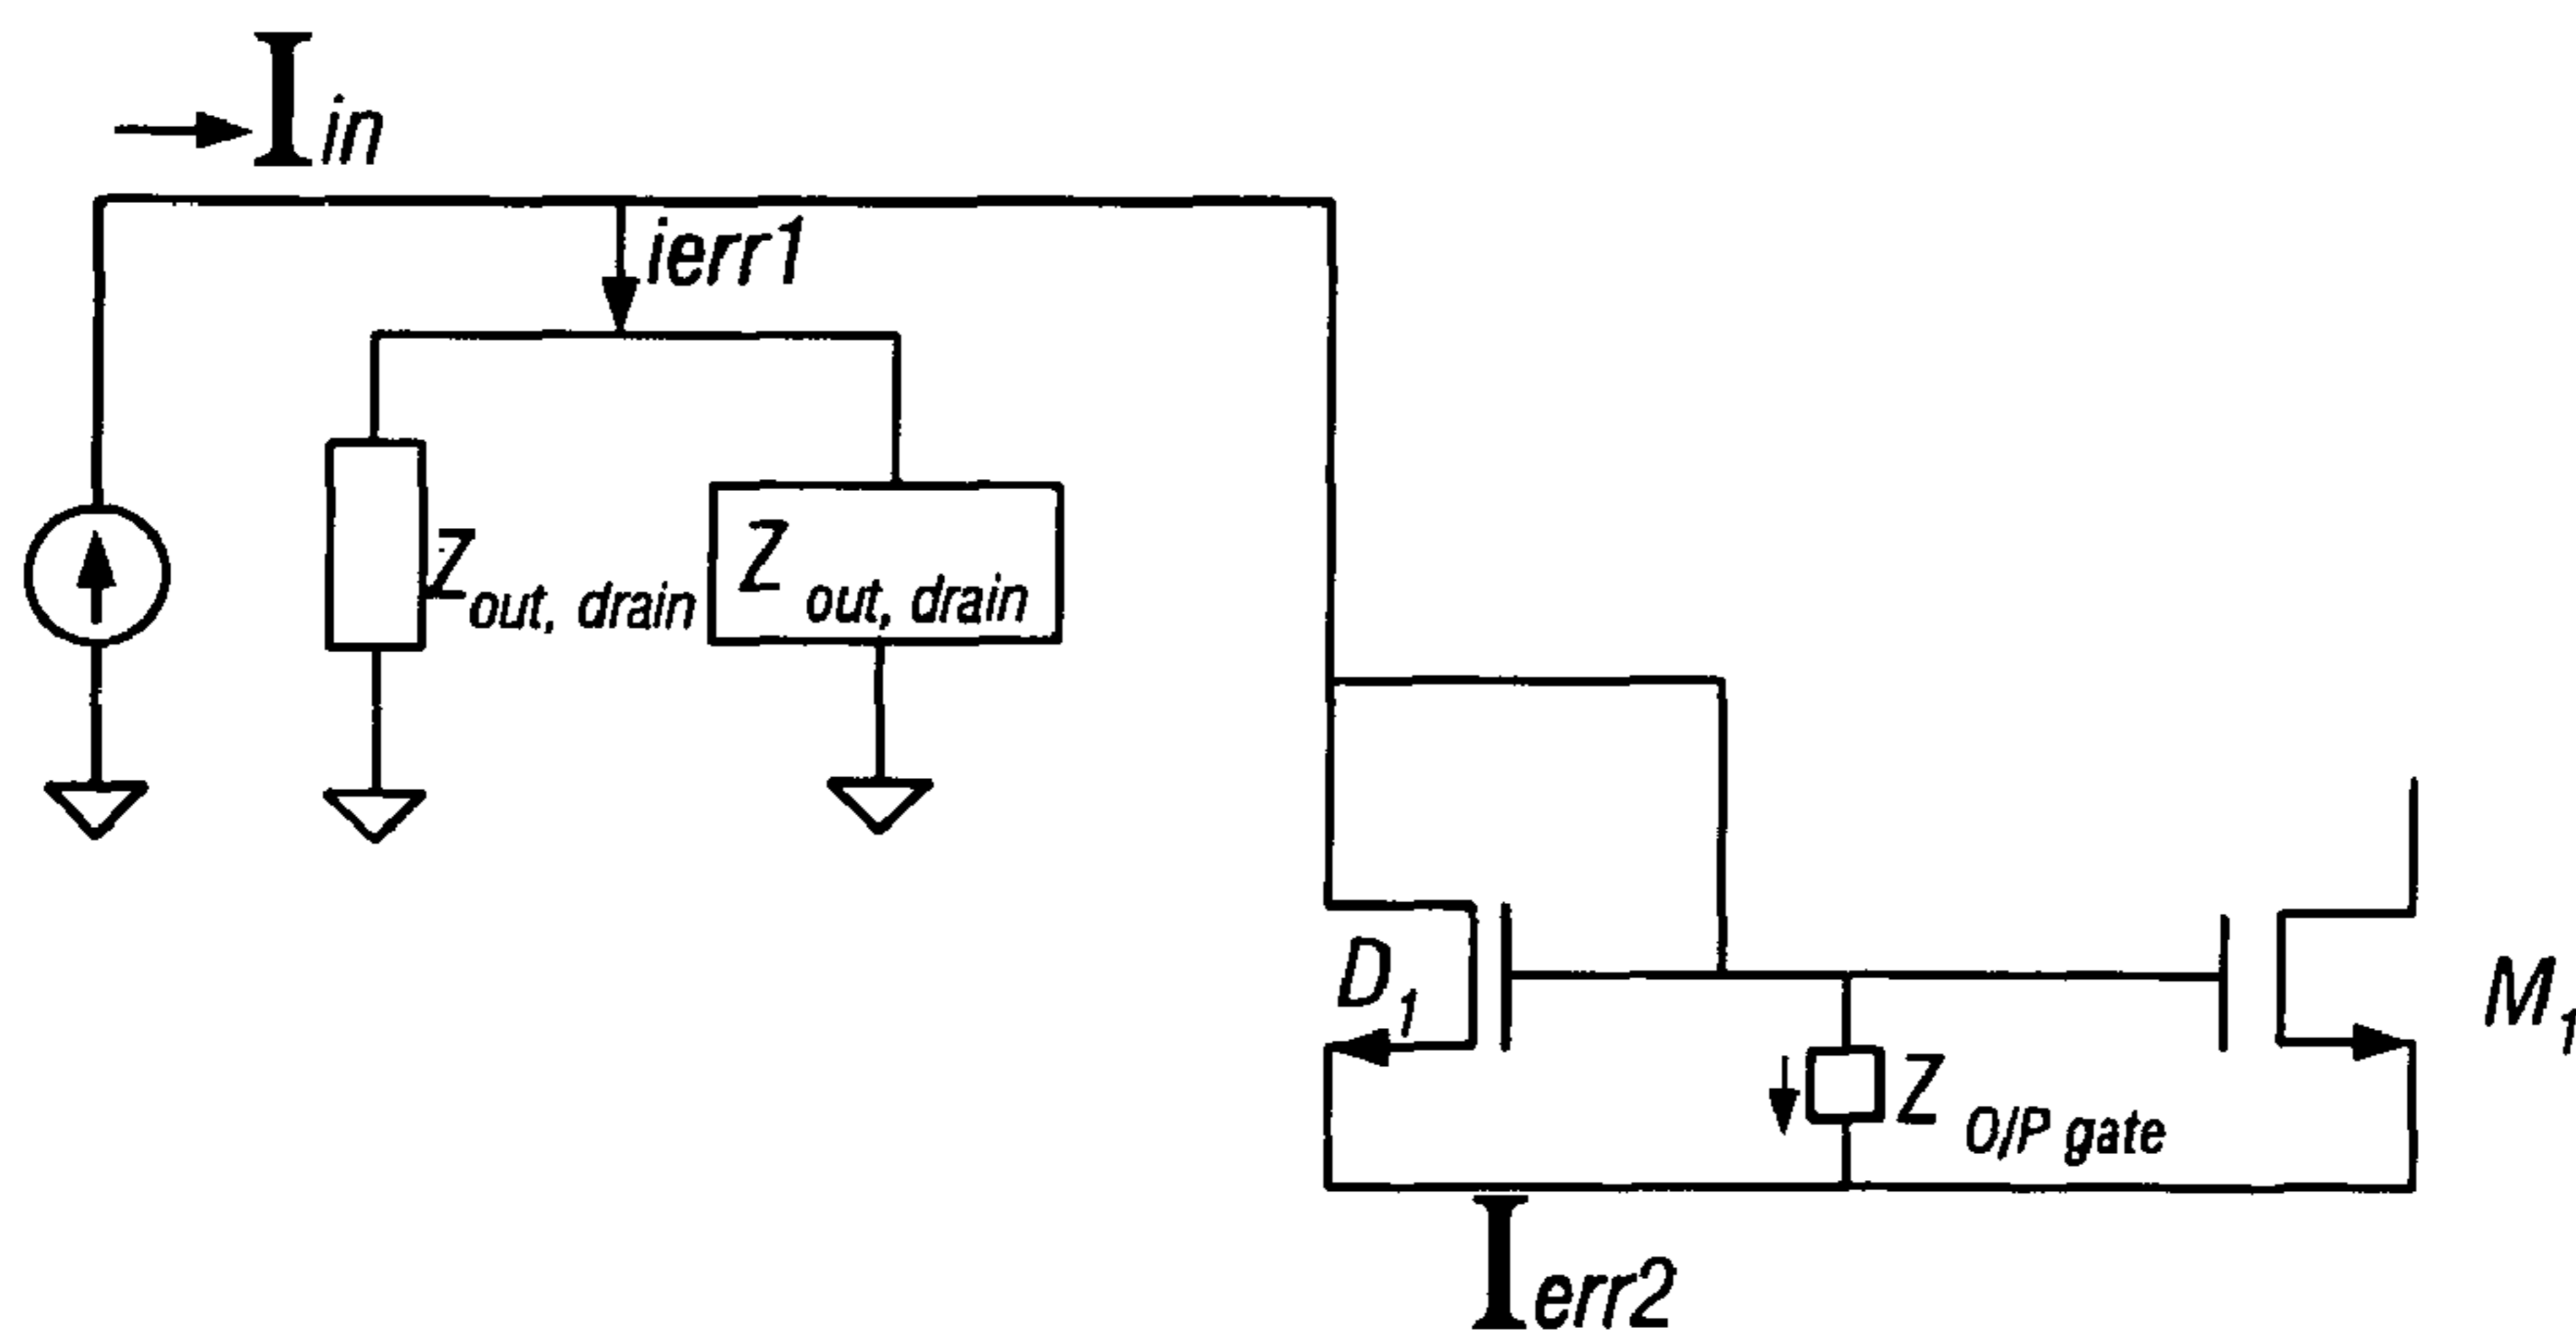 Iin
ierr1
Zout, drain
Z out, drain
D1
M1
Z O/P gate
Ierr2